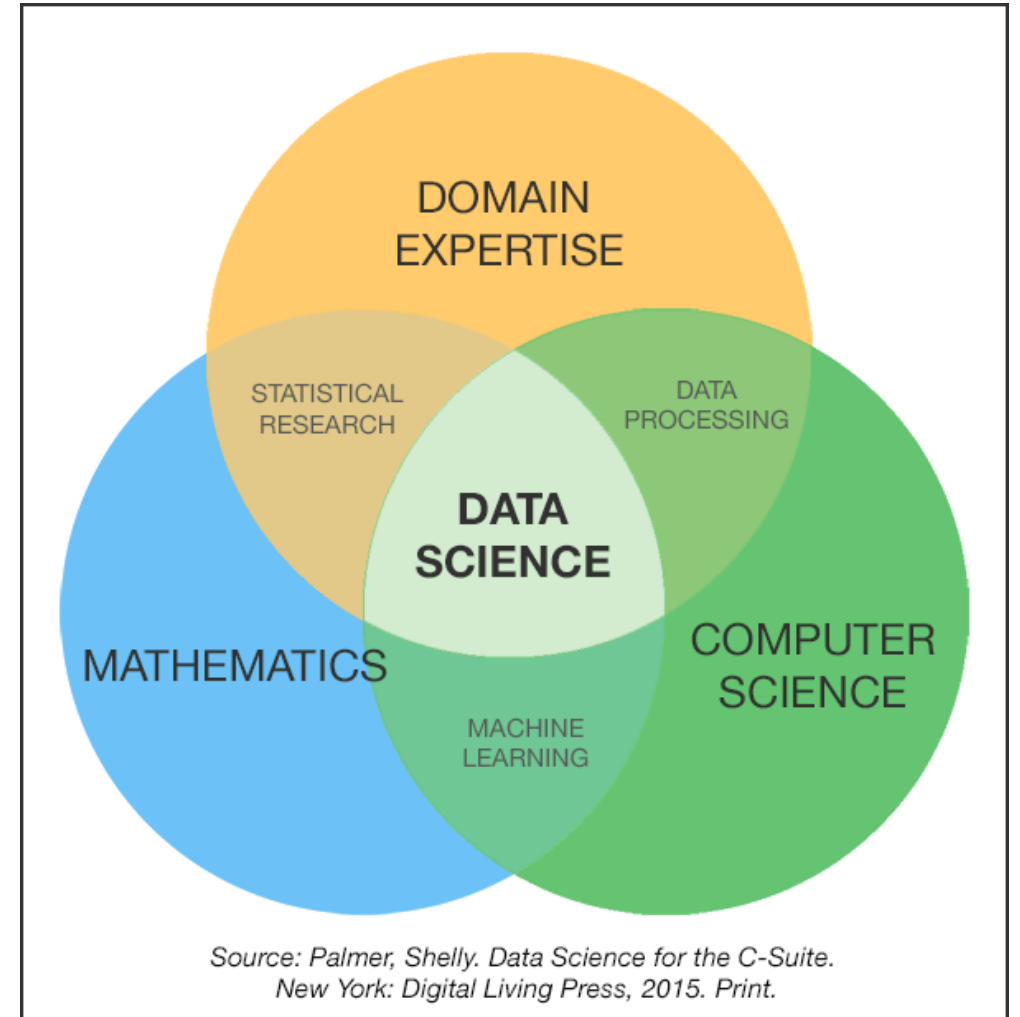 DOMAIN
EXPERTISE
STATISTICAL
RESEARCH
DATA
PROCESSING
DATA
SCIENCE
MATHEMATICS
COMPUTER
SCIENCE
MACHINE
LEARNING
Source: Palmer, Shelly. Data Science for the C-Suite.
New York: Digital Living Press, 2015. Print.